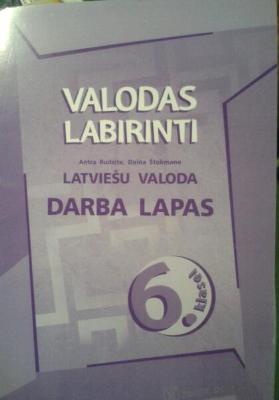 VALODAS
LABIRINTI
Antra Rudzīte, Daina Štokmane
LATVIEŠU VALODA
DARBA LAPAS
6. klasei